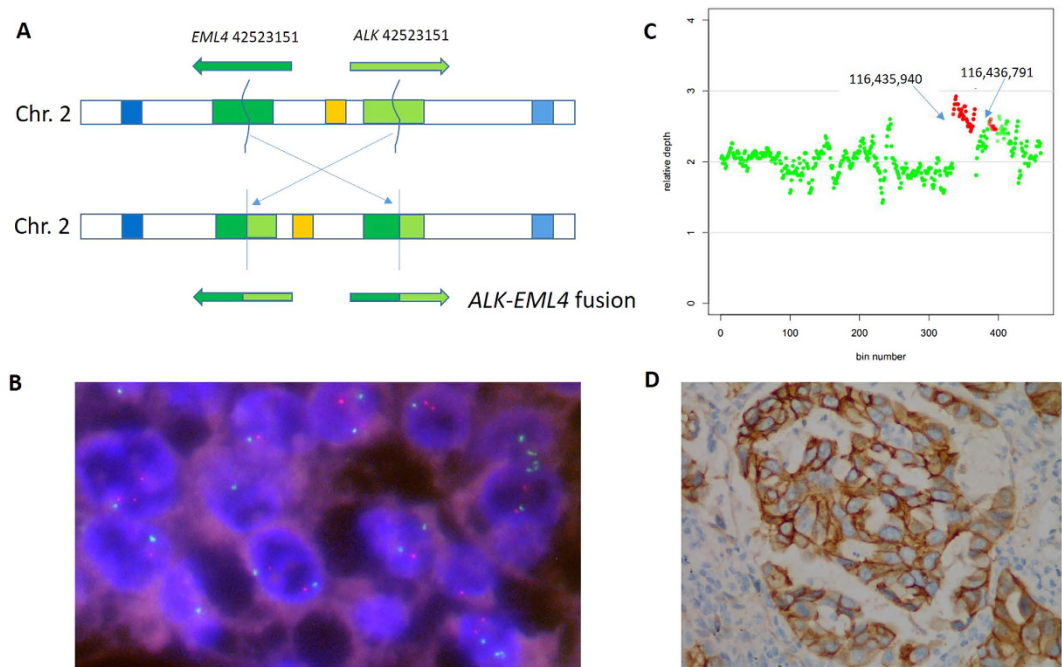 A
EML4 42523151 ALK 42523151
Chr. 2
Chr. 2
ALK-EML4 fusion
B
C
4
3
2
1
0
relative depth
116,435,940
116,436,791
0 100 200 300 400
bin number
D